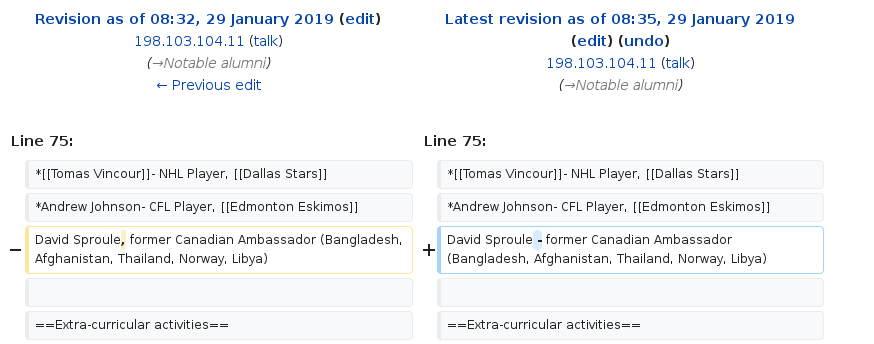 Revision as of 08:32, 29 January 2019 (edit)
198.103.104.11 (talk)
(→Notable alumni)
← Previous edit
Latest revision as of 08:35, 29 January 2019
(edit) (undo)
198.103.104.11 (talk)
(→Notable alumni)
Line 75:
*[[Tomas Vincour]]- NHL Player, [[Dallas Stars]]
*Andrew Johnson- CFL Player, [[Edmonton Eskimos]]
− David Sproule, former Canadian Ambassador (Bangladesh,
Afghanistan, Thailand, Norway, Libya)
==Extra-curricular activities==
Line 75:
*[[Tomas Vincour]]- NHL Player, [[Dallas Stars]]
*Andrew Johnson- CFL Player, [[Edmonton Eskimos]]
+ David Sproule - former Canadian Ambassador
(Bangladesh, Afghanistan, Thailand, Norway, Libya)
==Extra-curricular activities==